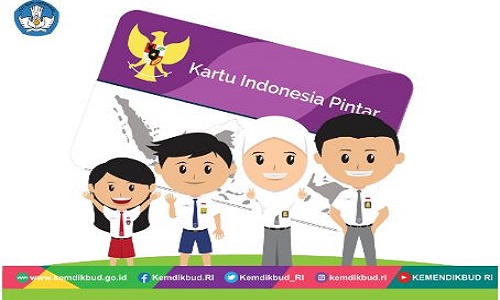 Kartu Indonesia Pintar
www.kemdikbud.go.id
Kemdikbud.RI
Kemdikbud_RI
kemdikbud.ri
KEMENDIKBUD RI